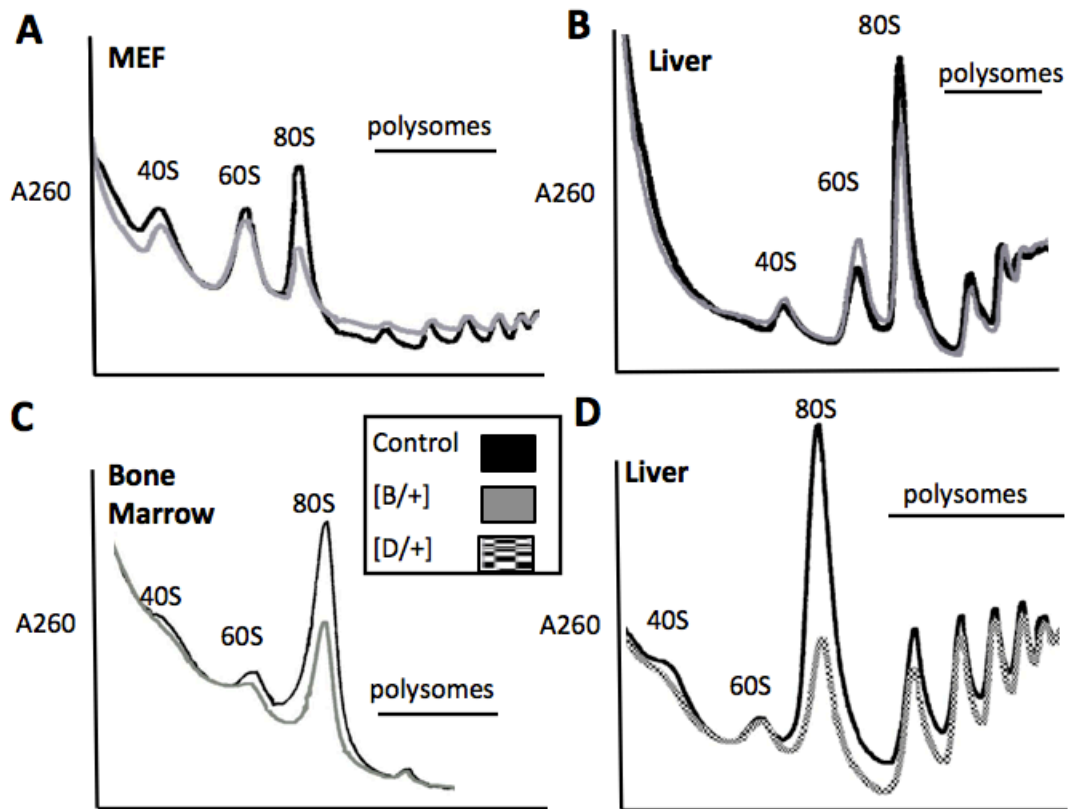 A
MEF
40S
60S
80S
polysomes
A260
B
Liver
40S
60S
80S
polysomes
A260
C
Bone
Marrow
40S
60S
80S
polysomes
A260
Control
[B/+]
[D/+]
D
Liver
40S
60S
80S
polysomes
A260